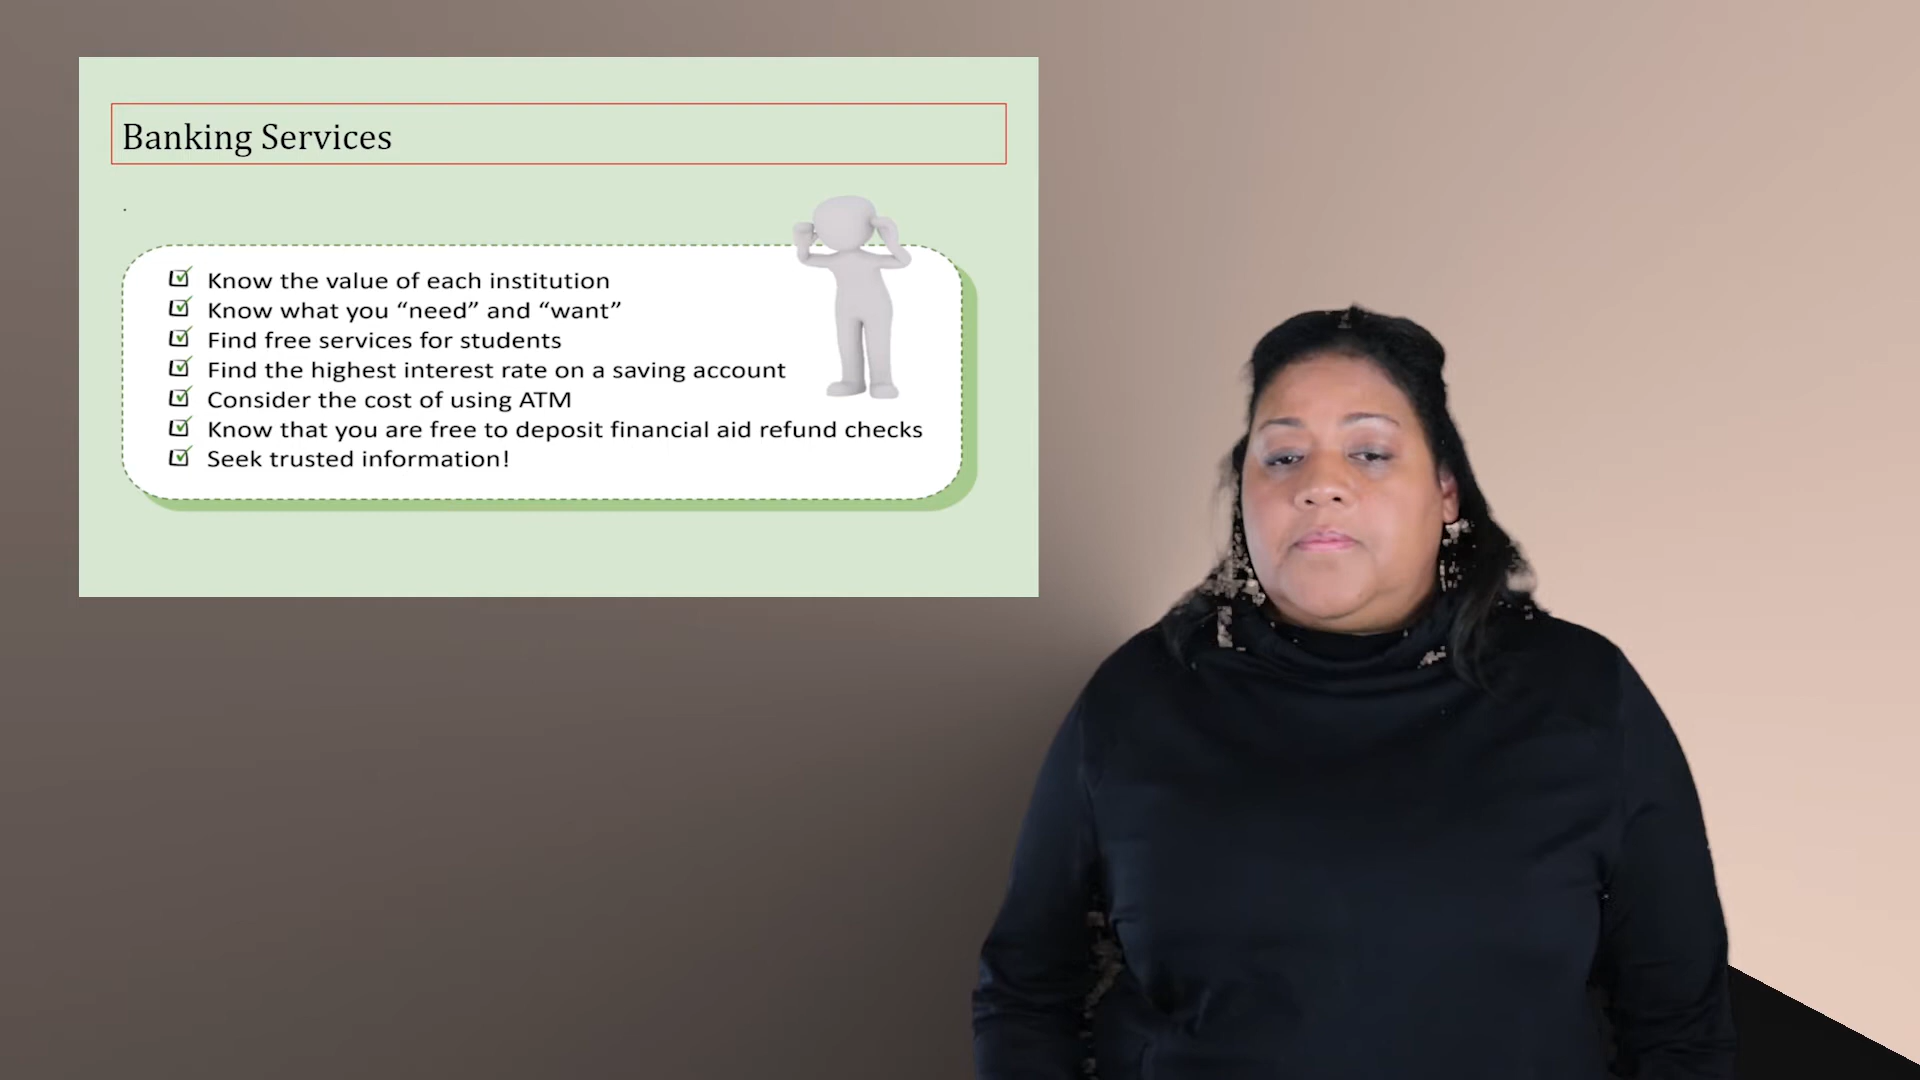 Banking Services
.
Know the value of each institution
Know what you “need” and “want”
Find free services for students
Find the highest interest rate on a saving account
Consider the cost of using ATM
Know that you are free to deposit financial aid refund checks
Seek trusted information!